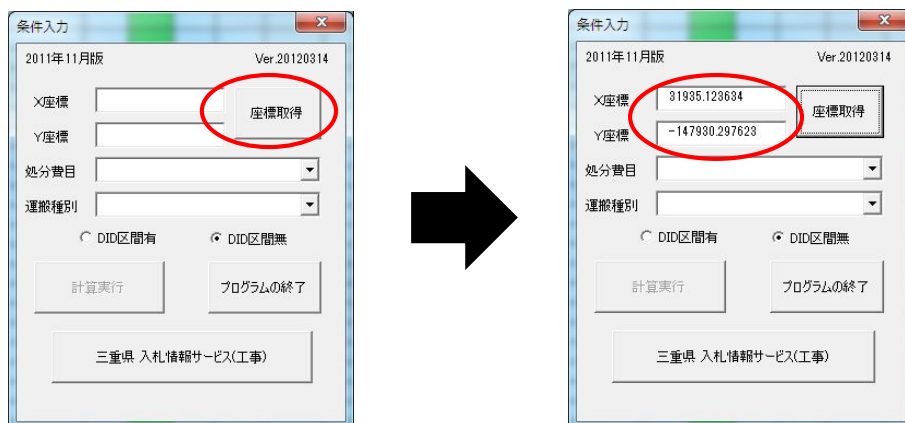 条件入力
2011年11月版 Ver.20120314
X座標
座標取得
Y座標
処分費目
運搬種別
DID区間有 DID区間無
計算実行 プログラムの終了
三重県 入札情報サービス(工事)
条件入力
2011年11月版 Ver.20120314
X座標 31935.123634
座標取得
Y座標 -147930.297623
処分費目
運搬種別
DID区間有 DID区間無
計算実行 プログラムの終了
三重県 入札情報サービス(工事)